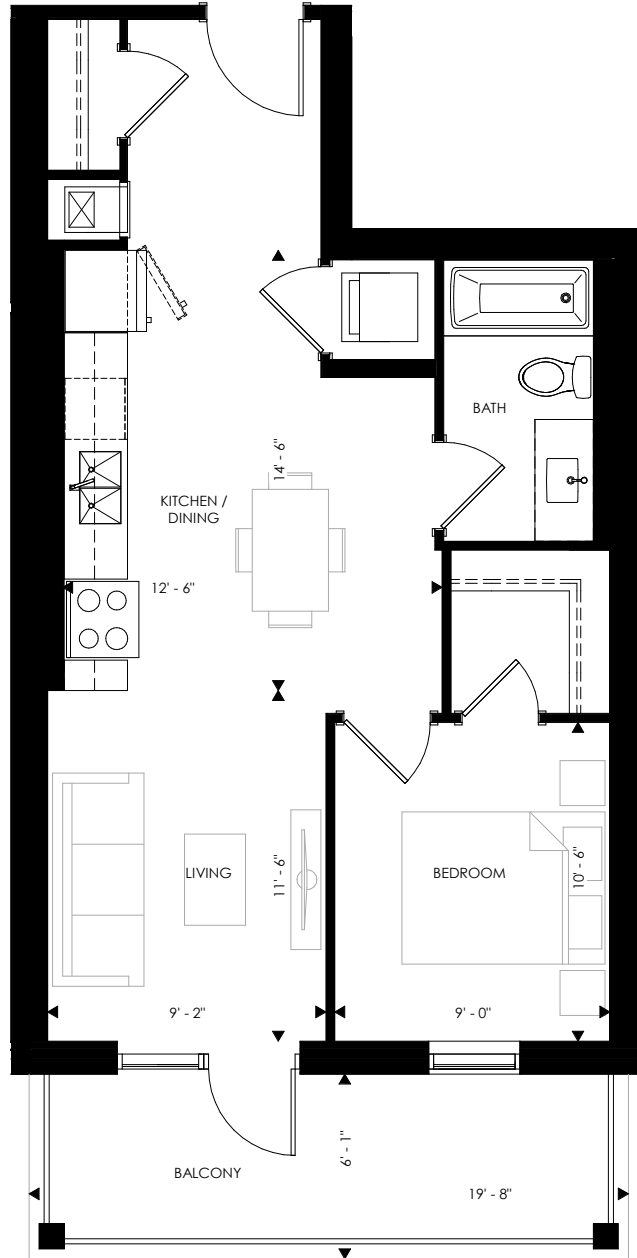 BATH
14' - 6"
KITCHEN /
DINING
12' - 6"
LIVING
11' - 6"
BEDROOM
10' - 6"
9' - 2"
9' - 0"
BALCONY
6' - 1"
19' - 8"